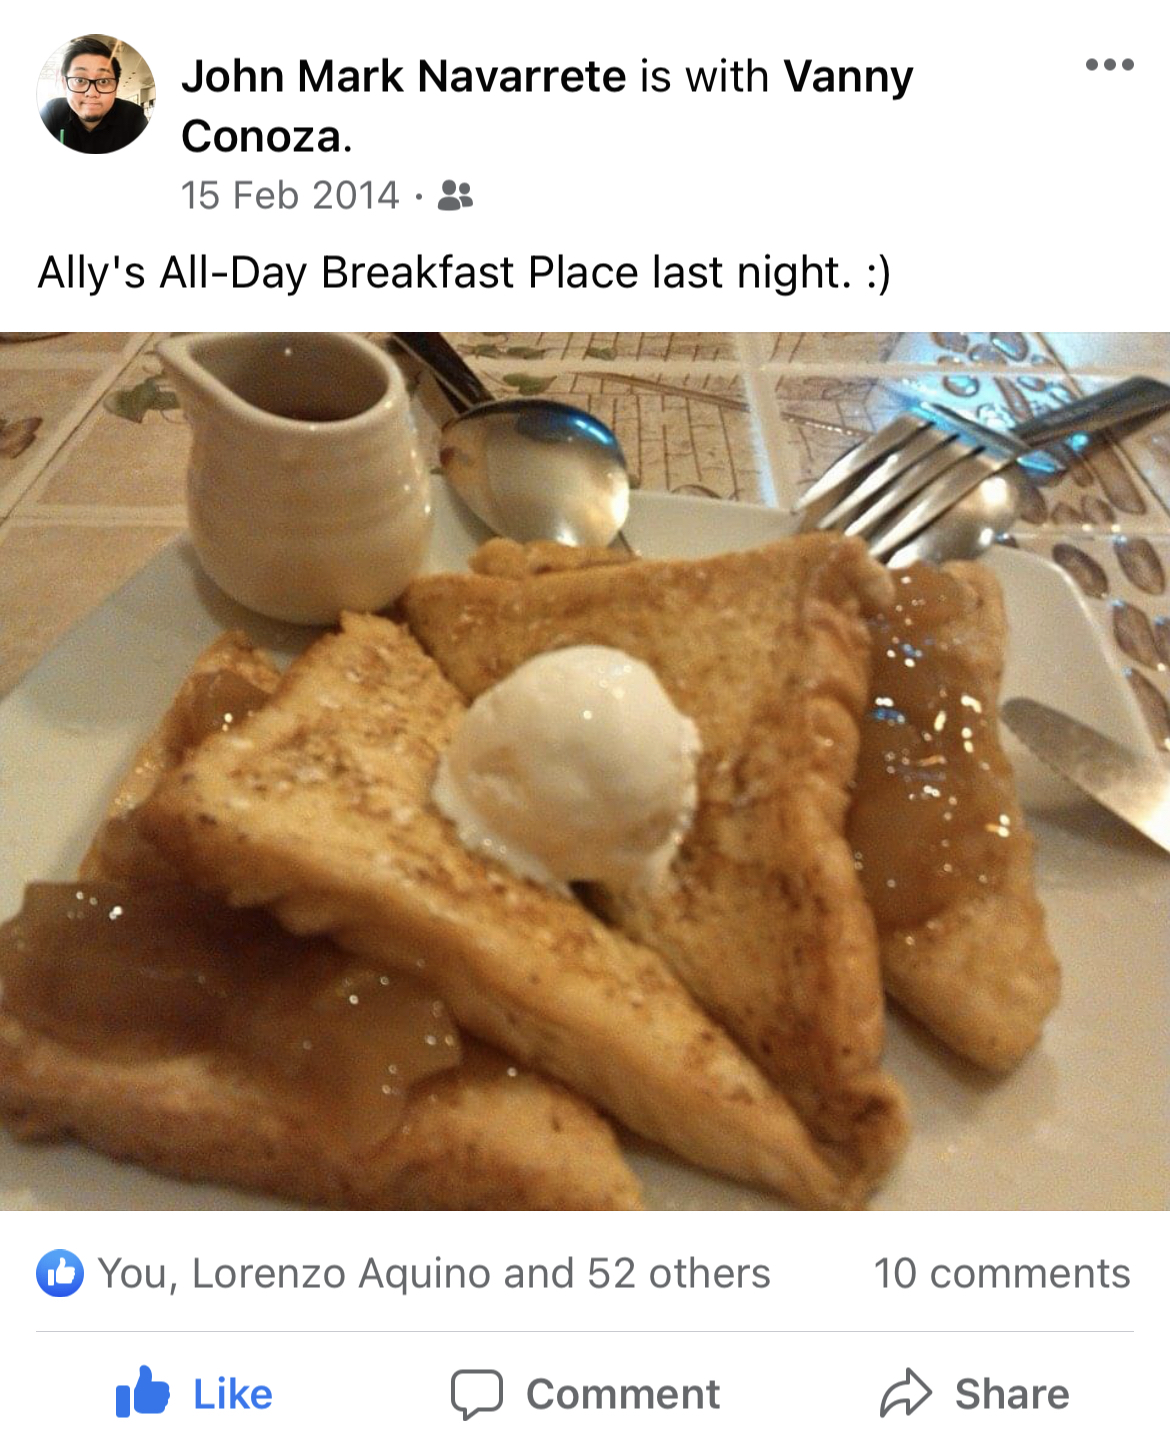 John Mark Navarrete is with Vanny
Conoza.
15 Feb 2014 ·
Ally's All-Day Breakfast Place last night. :)
You, Lorenzo Aquino and 52 others 10 comments
Like Comment Share